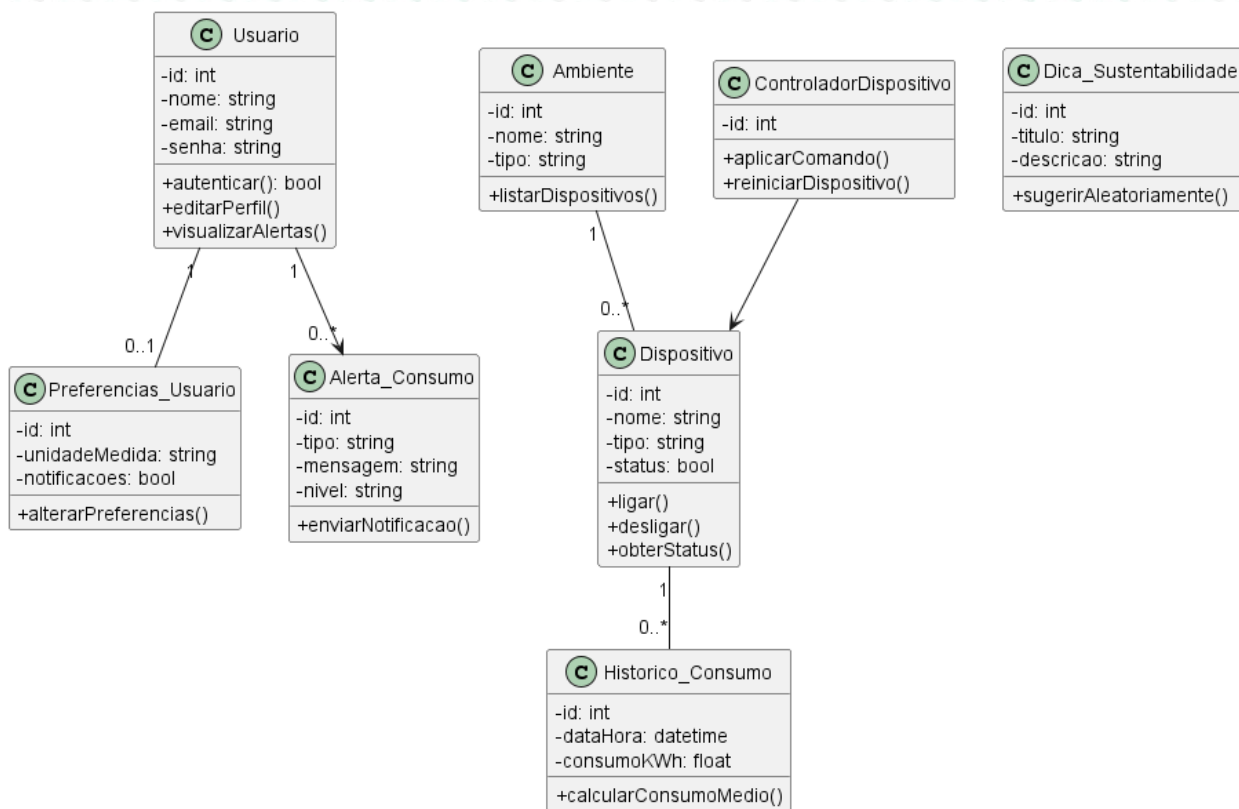 C Usuario
-id: int
-nome: string
-email: string
-senha: string
+autenticar(): bool
+editarPerfil()
+visualizarAlertas()
C Ambiente
-id: int
-nome: string
-tipo: string
+listarDispositivos()
C ControladorDispositivo
-id: int
+aplicarComando()
+reiniciarDispositivo()
C Dica_Sustentabilidade
-id: int
-titulo: string
-descricao: string
+sugerirAleatoriamente()
1
0..1
1
0..*
1
0..*
C Preferencias_Usuario
-id: int
-unidadeMedida: string
-notificacoes: bool
+alterarPreferencias()
C Alerta_Consumo
-id: int
-tipo: string
-mensagem: string
-nivel: string
+enviarNotificacao()
C Dispositivo
-id: int
-nome: string
-tipo: string
-status: bool
+ligar()
+desligar()
+obterStatus()
1
0..*
C Historico_Consumo
-id: int
-dataHora: datetime
-consumoKWh: float
+calcularConsumoMedio()